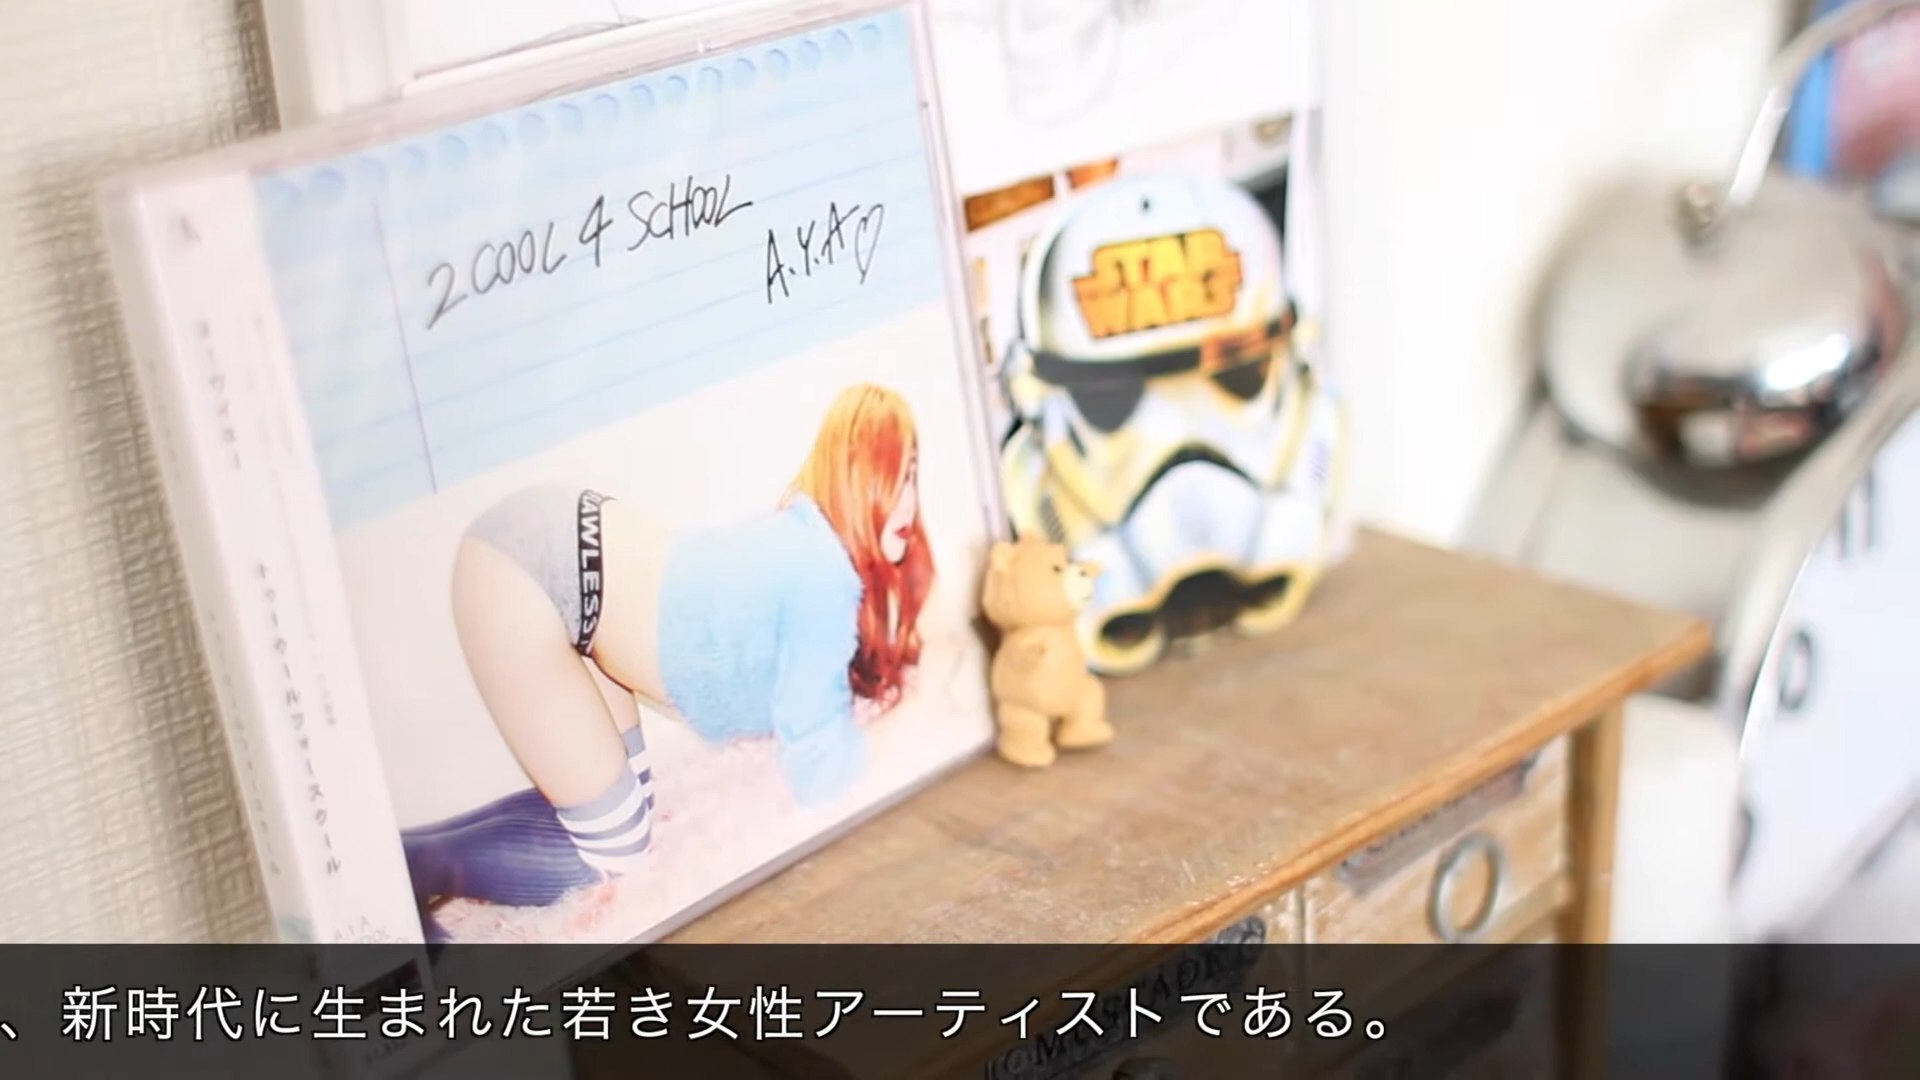 2 COOL 4 SCHOOL
A.Y.A♡
STAR
WARS
LAWLESS
トゥークールフォースクール
、新時代に生まれた若き女性アーティストである。